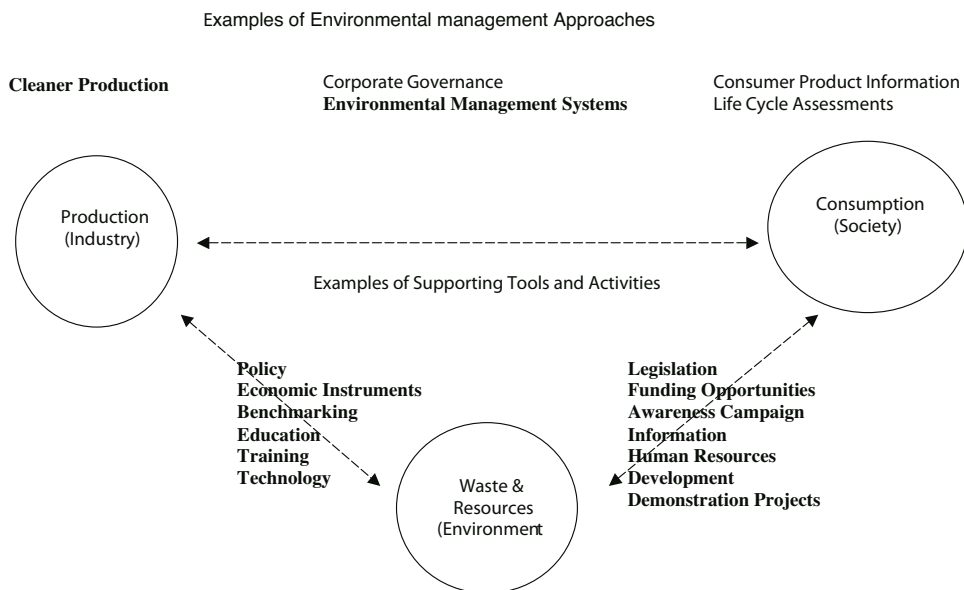 Examples of Environmental management Approaches
Cleaner Production
Corporate Governance
Environmental Management Systems
Consumer Product Information
Life Cycle Assessments
Production
(Industry)
Consumption
(Society)
Examples of Supporting Tools and Activities
Policy
Economic Instruments
Benchmarking
Education
Training
Technology
Legislation
Funding Opportunities
Awareness Campaign
Information
Human Resources
Development
Demonstration Projects
Waste &
Resources
(Environment